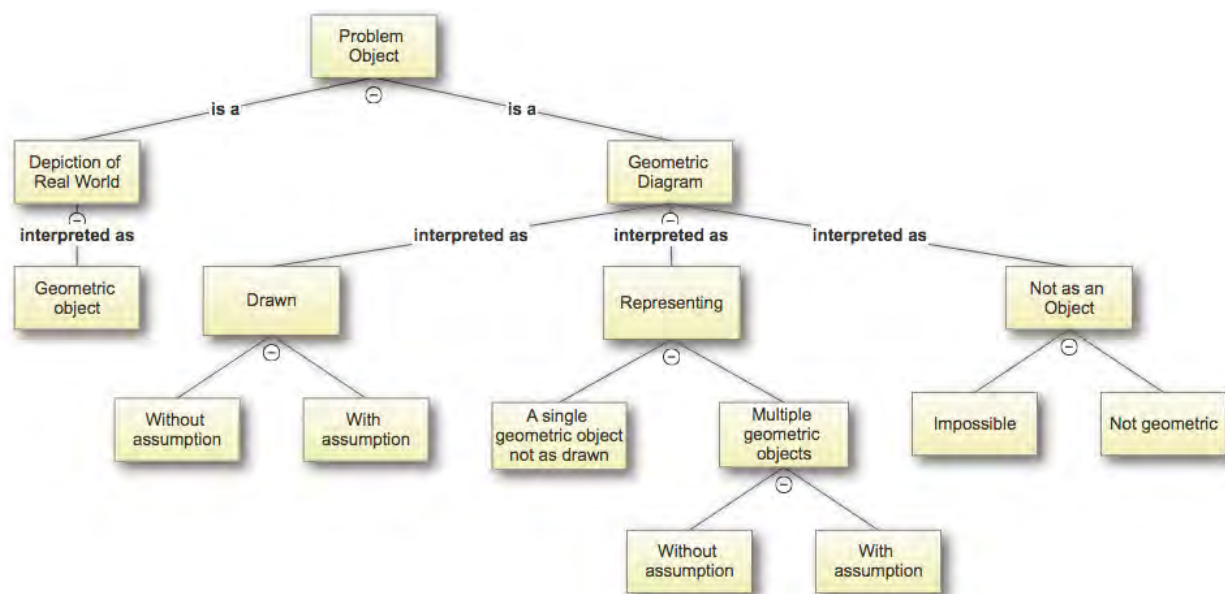 Problem
Object
is a
is a
Depiction of
Real World
Geometric
Diagram
interpreted as
interpreted as
interpreted as
interpreted as
Geometric
object
Drawn
Representing
Not as an
Object
Without
assumption
With
assumption
A single
geometric object
not as drawn
Multiple
geometric
objects
Impossible
Not geometric
Without
assumption
With
assumption